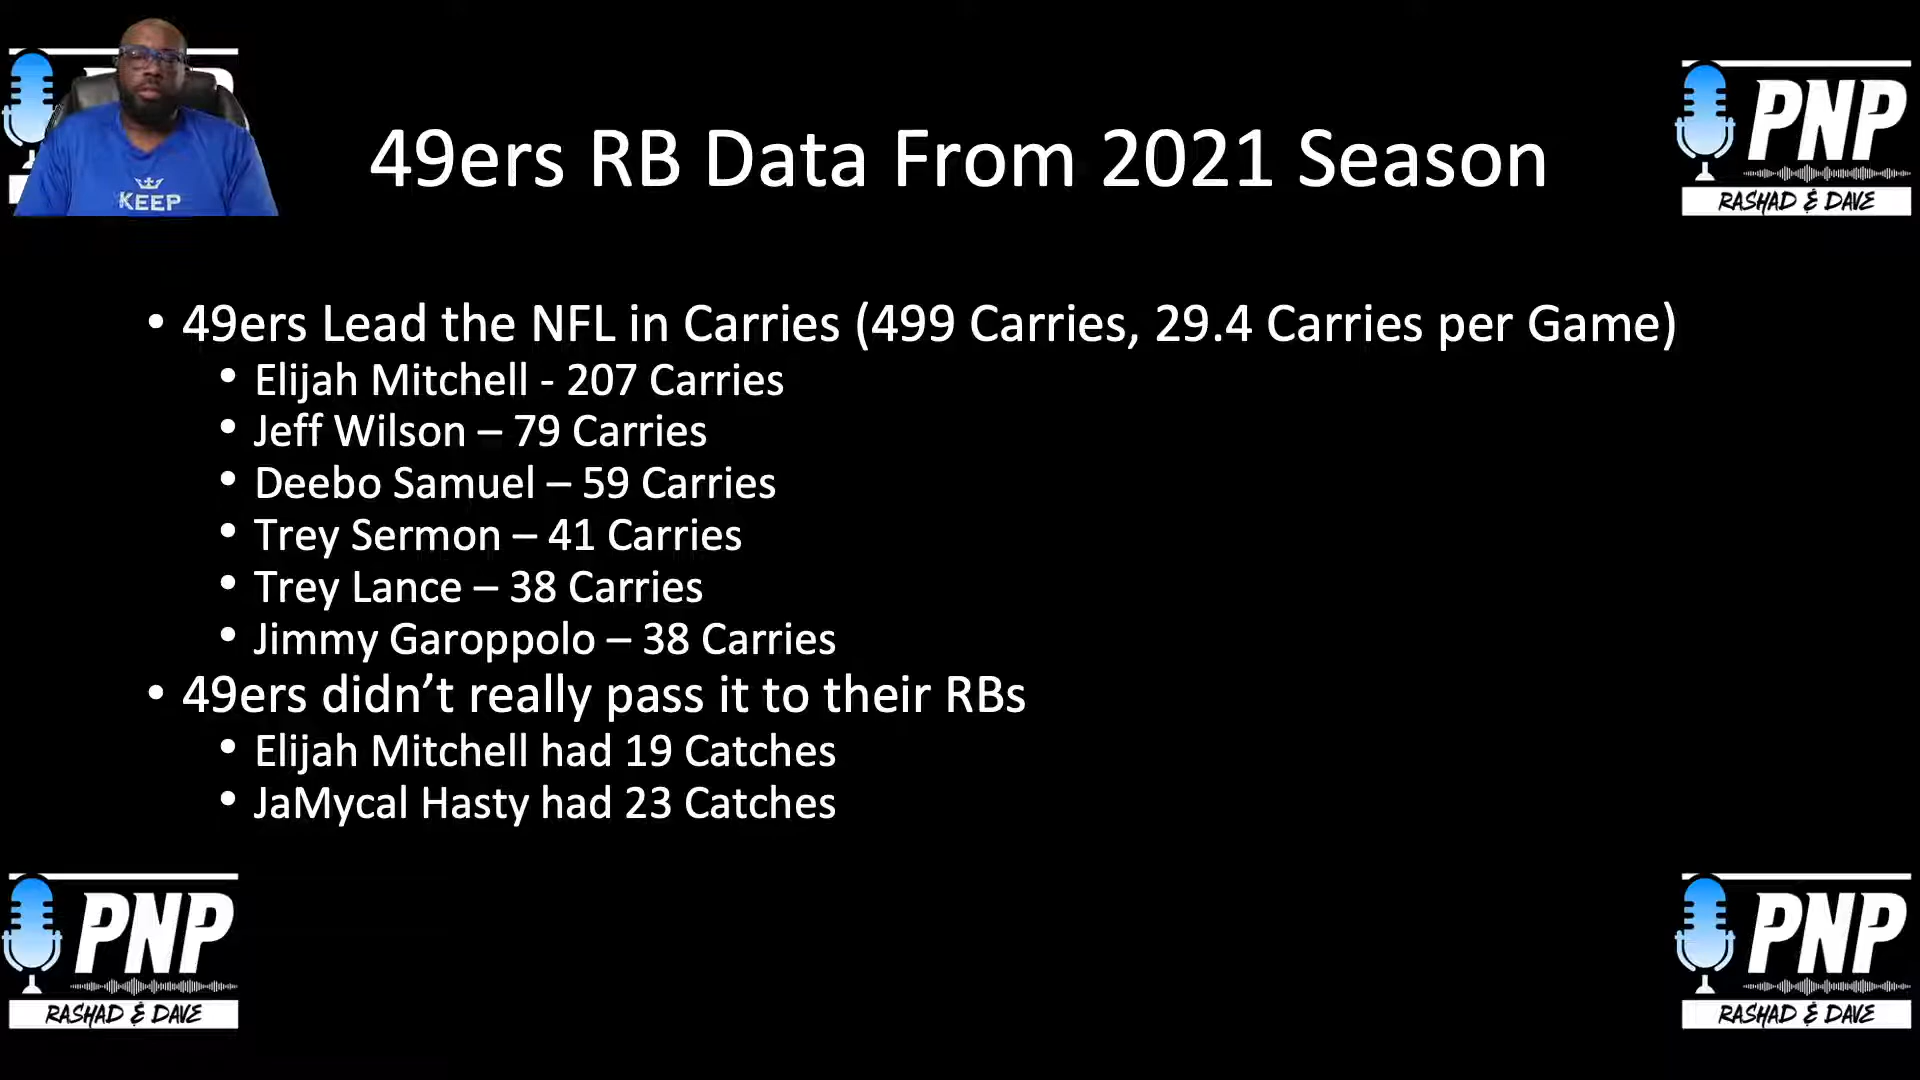 49ers RB Data From 2021 Season
KEEP
PNP
RASHAD & DAVE
• 49ers Lead the NFL in Carries (499 Carries, 29.4 Carries per Game)
• Elijah Mitchell - 207 Carries
• Jeff Wilson – 79 Carries
• Deebo Samuel – 59 Carries
• Trey Sermon – 41 Carries
• Trey Lance – 38 Carries
• Jimmy Garoppolo – 38 Carries
• 49ers didn’t really pass it to their RBs
• Elijah Mitchell had 19 Catches
• JaMycal Hasty had 23 Catches
PNP
RASHAD & DAVE
PNP
RASHAD & DAVE